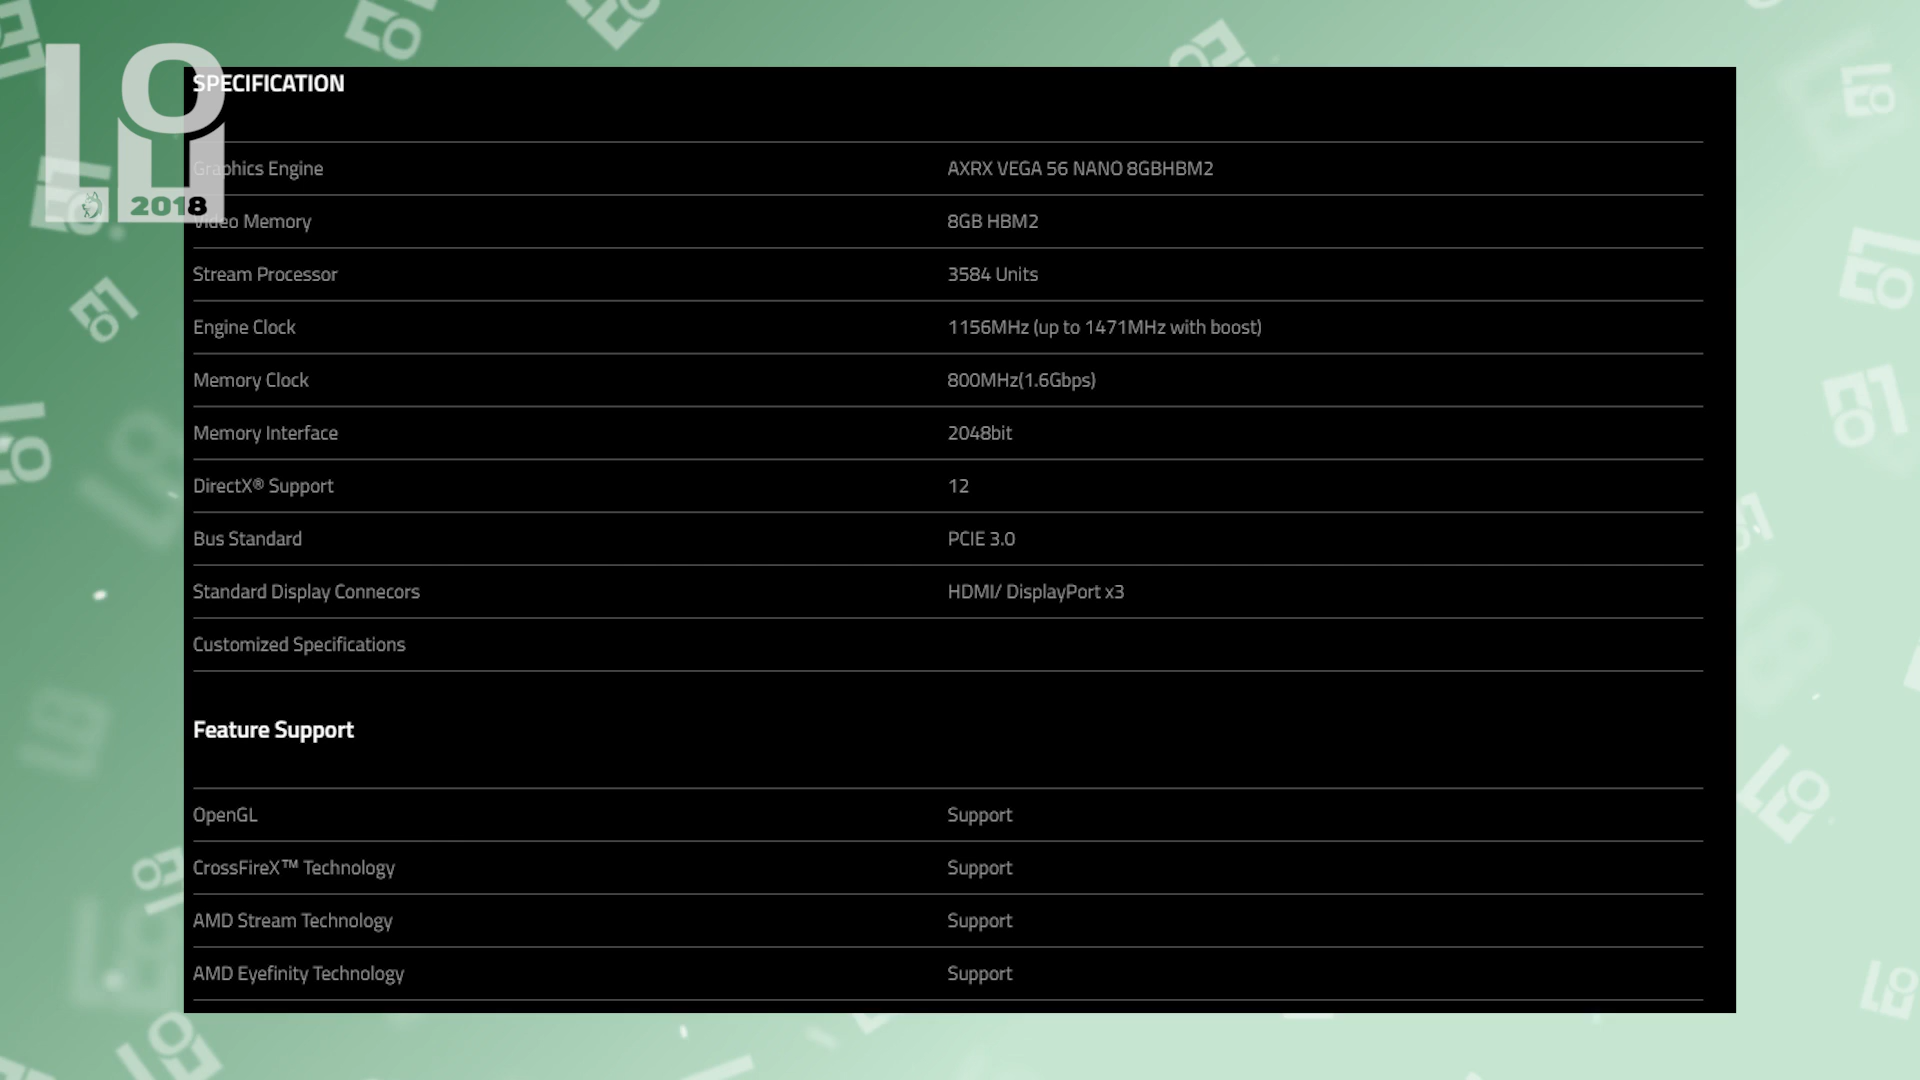 SPECIFICATION
Graphics Engine AXRX VEGA 56 NANO 8GBHBM2
2018
Video Memory 8GB HBM2
Stream Processor 3584 Units
Engine Clock 1156MHz (up to 1471MHz with boost)
Memory Clock 800MHz(1.6Gbps)
Memory Interface 2048bit
DirectX® Support 12
Bus Standard PCIE 3.0
Standard Display Connecors HDMI/ DisplayPort x3
Customized Specifications
Feature Support
OpenGL Support
CrossFireX™ Technology Support
AMD Stream Technology Support
AMD Eyefinity Technology Support